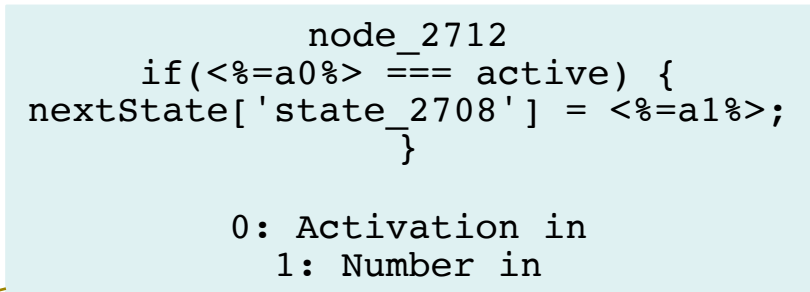 node_2712
if(<%=a0%> === active) {
nextState['state_2708'] = <%=a1%>;
}
0: Activation in
1: Number in